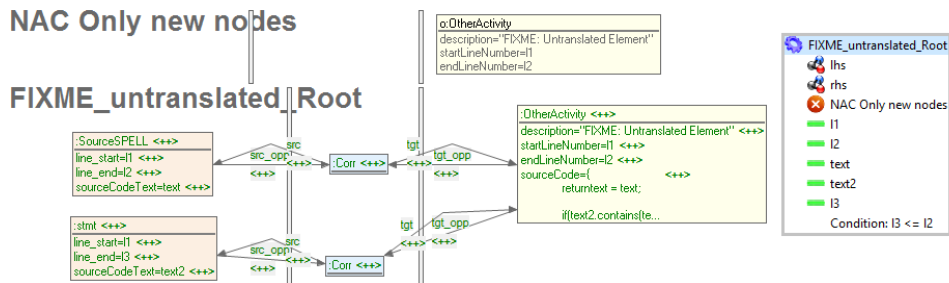 NAC Only new nodes
o:OtherActivity
description="FIXME: Untranslated Element"
startLineNumber=l1
endLineNumber=l2
FIXME_untranslated_Root
:SourceSPELL <++>
line_start=l1 <++>
line_end=l2 <++>
sourceCodeText=text <++>
src
src_opp
<++>
<++>
:Corr <++>
tgt
tgt_opp
<++>
<++>
:OtherActivity <++>
description="FIXME: Untranslated Element" <++>
startLineNumber=l1 <++>
endLineNumber=l2 <++>
sourceCode={ <++>
returntext = text;
if(text2.contains(te...
:stmt <++>
line_start=l1 <++>
line_end=l3 <++>
sourceCodeText=text2 <++>
src
src_opp
<++>
<++>
:Corr <++>
tgt
tgt_opp
<++>
<++>
FIXME_untranslated_Root
lhs
rhs
NAC Only new nodes
l1
l2
text
text2
l3
Condition: l3 <= l2